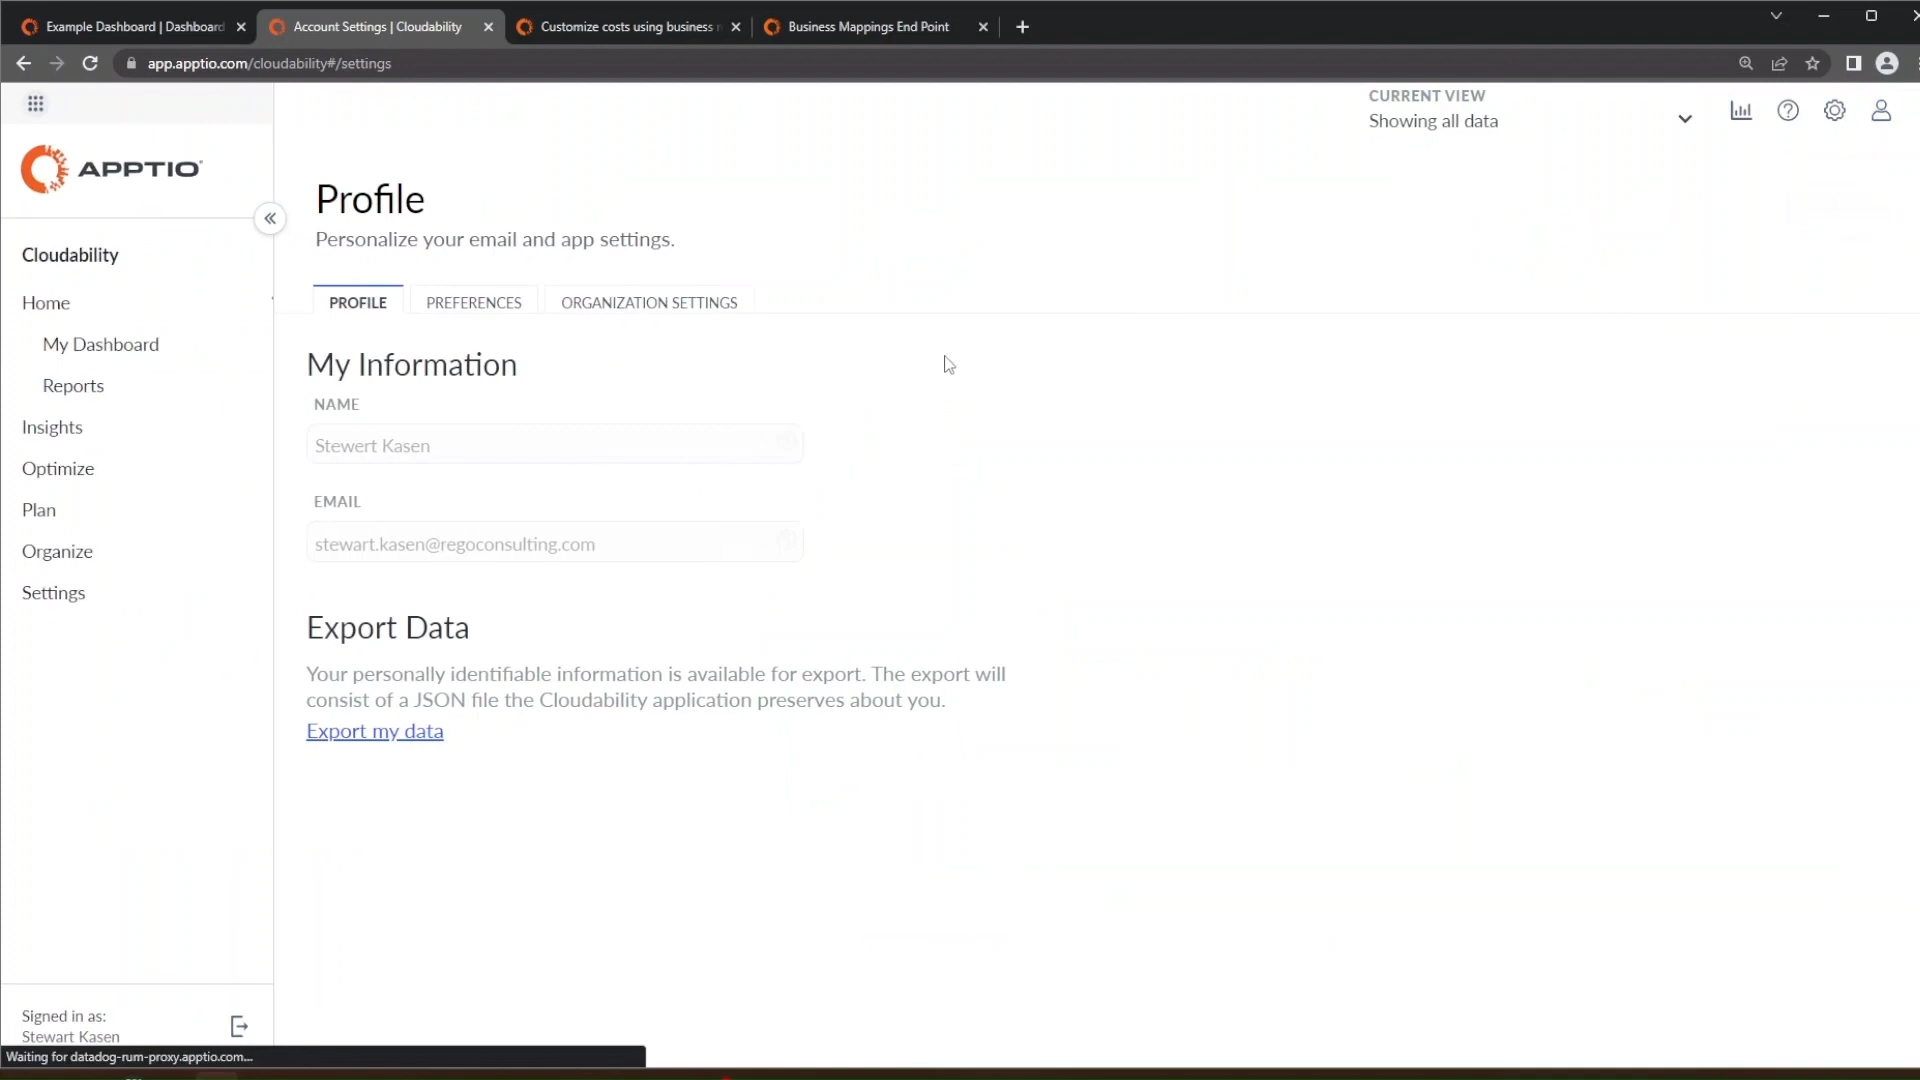 Example Dashboard | Dashboard
Account Settings | Cloudability
Customize costs using business
Business Mappings End Point
app.apptio.com/cloudability#/settings
CURRENT VIEW
Showing all data
APPTIO
Profile
Personalize your email and app settings.
Cloudability
Home
My Dashboard
Reports
Insights
Optimize
Plan
Organize
Settings
PROFILE
PREFERENCES
ORGANIZATION SETTINGS
My Information
NAME
Stewert Kasen
EMAIL
stewart.kasen@regoconsulting.com
Export Data
Your personally identifiable information is available for export. The export will
consist of a JSON file the Cloudability application preserves about you.
Export my data
Signed in as:
Stewart Kasen
Waiting for datadog-rum-proxy.apptio.com...